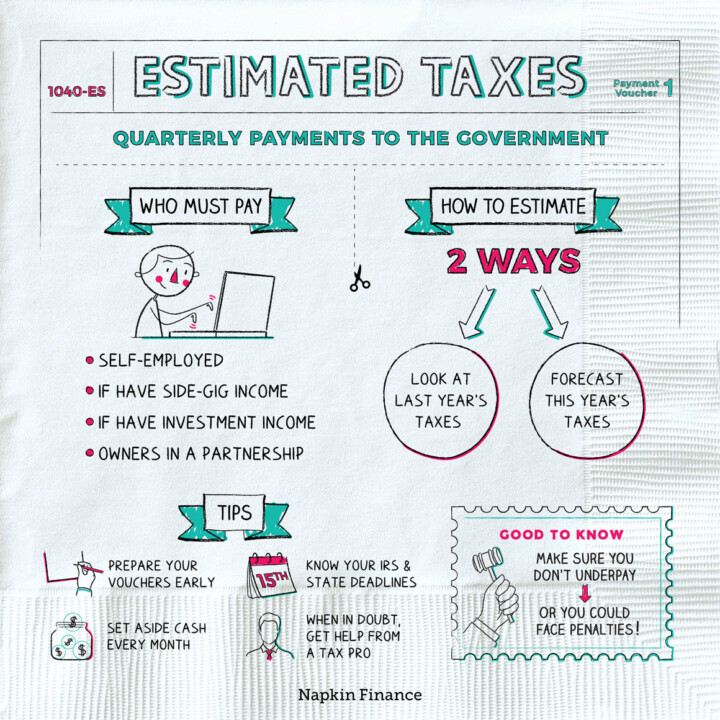 1040-ES
ESTIMATED TAXES
Payment
Voucher 1
QUARTERLY PAYMENTS TO THE GOVERNMENT
WHO MUST PAY
SELF-EMPLOYED
IF HAVE SIDE-GIG INCOME
IF HAVE INVESTMENT INCOME
OWNERS IN A PARTNERSHIP
HOW TO ESTIMATE
2 WAYS
LOOK AT
LAST YEAR'S
TAXES
FORECAST
THIS YEAR'S
TAXES
TIPS
PREPARE YOUR
VOUCHERS EARLY
15TH
KNOW YOUR IRS &
STATE DEADLINES
$
$
$
$
SET ASIDE CASH
EVERY MONTH
WHEN IN DOUBT,
GET HELP FROM
A TAX PRO
GOOD TO KNOW
MAKE SURE YOU
DON'T UNDERPAY
OR YOU COULD
FACE PENALTIES!
Napkin Finance